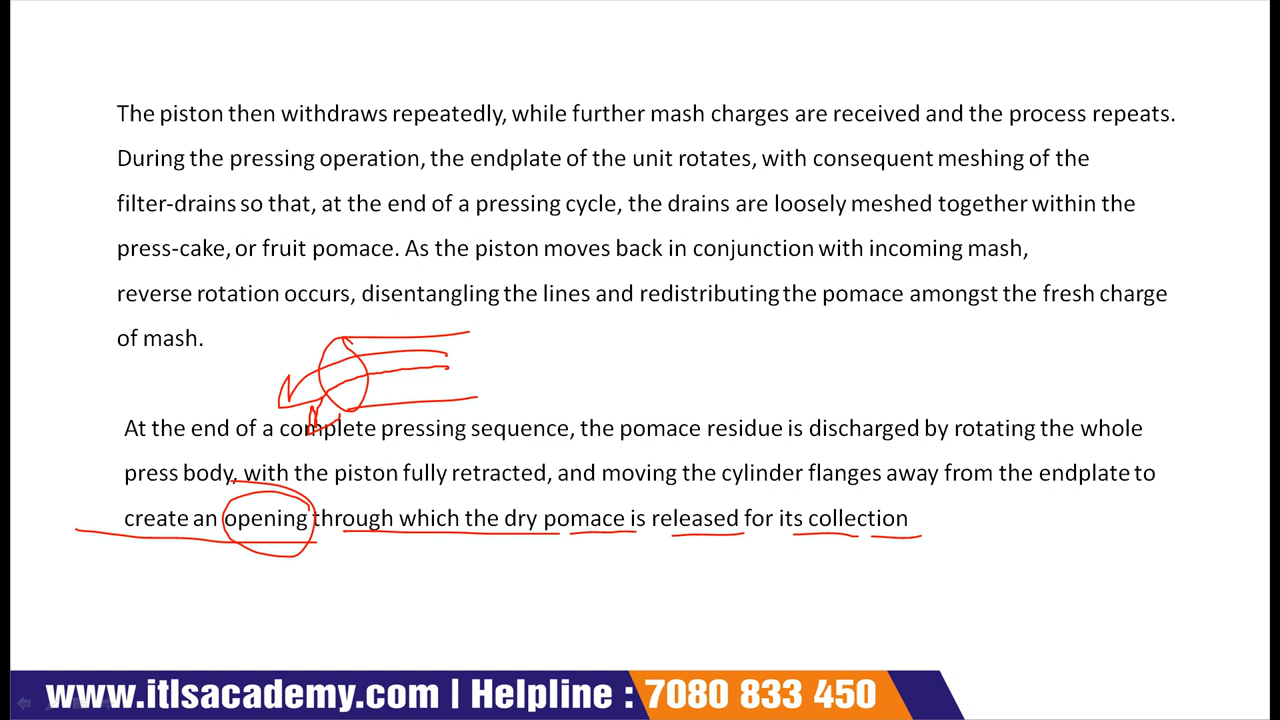 The piston then withdraws repeatedly, while further mash charges are received and the process repeats.
During the pressing operation, the endplate of the unit rotates, with consequent meshing of the
filter-drains so that, at the end of a pressing cycle, the drains are loosely meshed together within the
press-cake, or fruit pomace. As the piston moves back in conjunction with incoming mash,
reverse rotation occurs, disentangling the lines and redistributing the pomace amongst the fresh charge
of mash.
At the end of a complete pressing sequence, the pomace residue is discharged by rotating the whole
press body, with the piston fully retracted, and moving the cylinder flanges away from the endplate to
create an opening through which the dry pomace is released for its collection
www.itlsacademy.com | Helpline : 7080 833 450